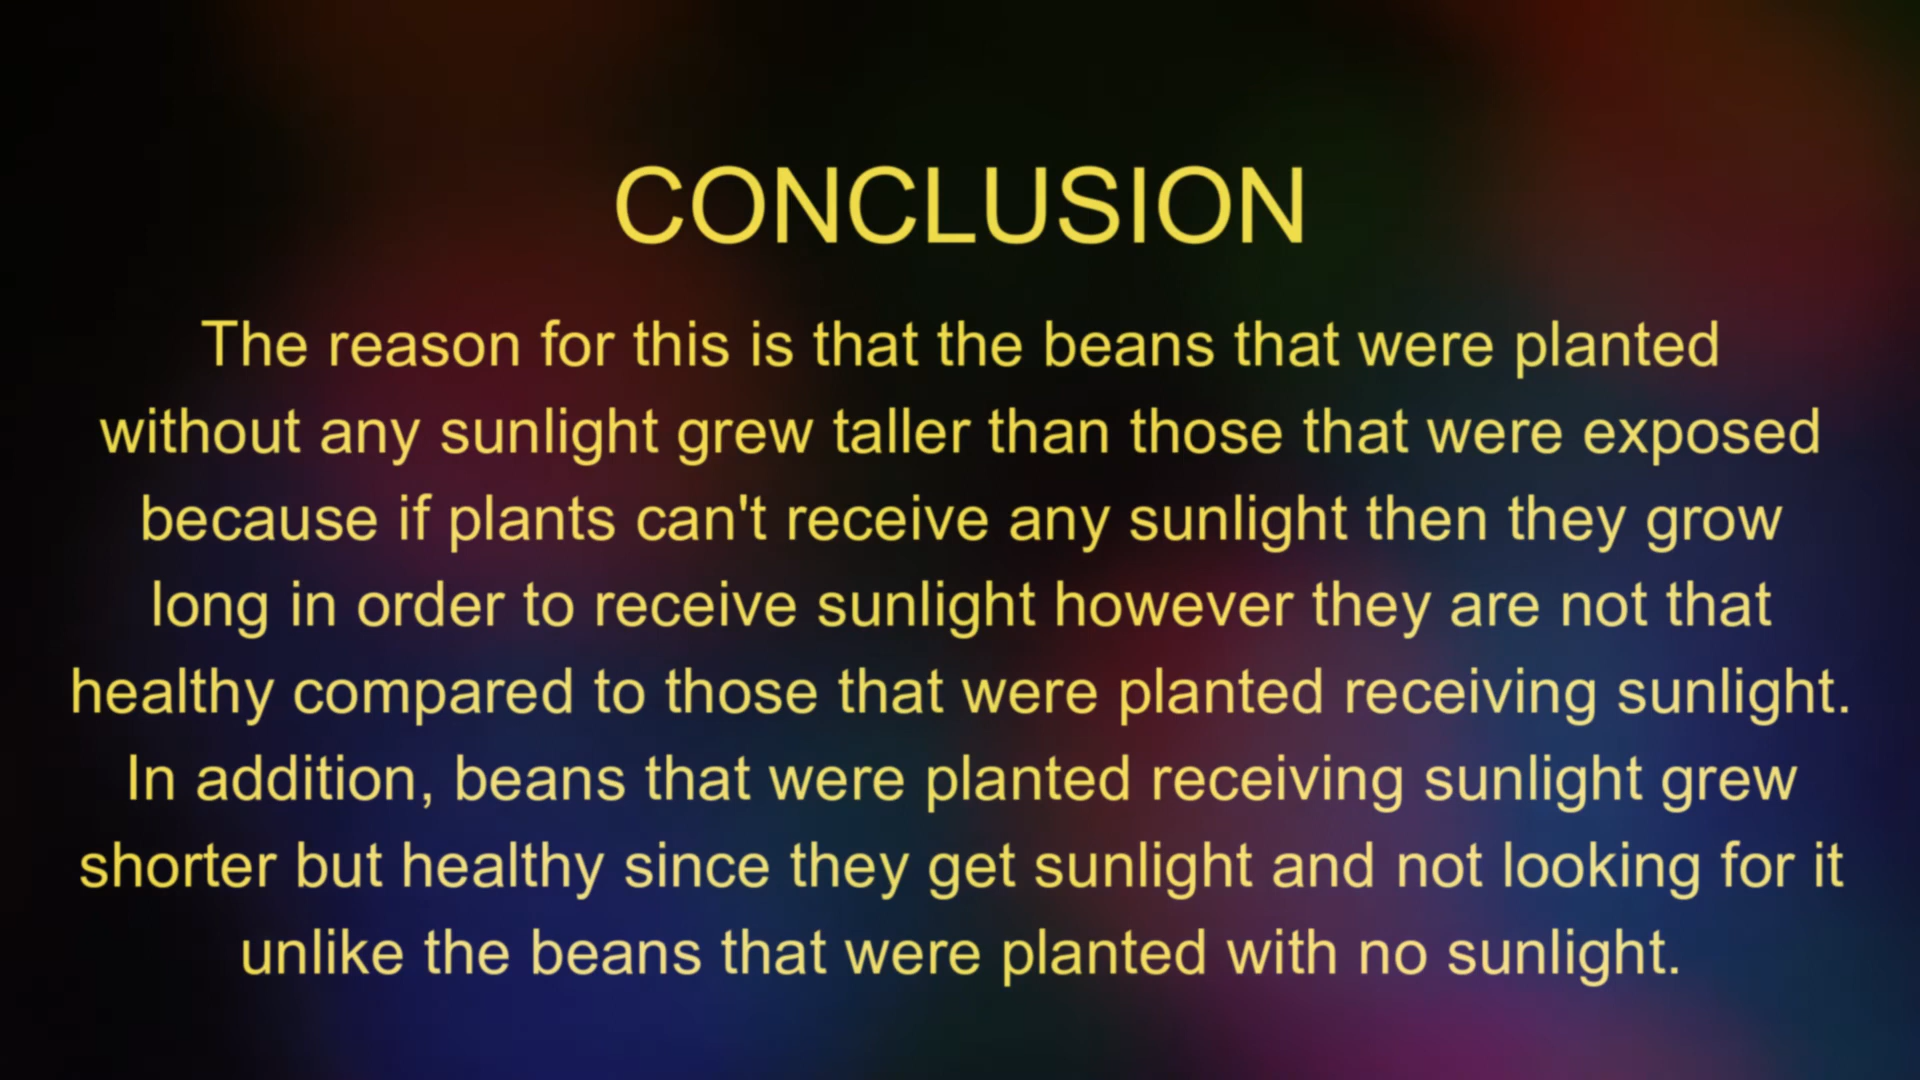 CONCLUSION
The reason for this is that the beans that were planted
without any sunlight grew taller than those that were exposed
because if plants can't receive any sunlight then they grow
long in order to receive sunlight however they are not that
healthy compared to those that were planted receiving sunlight.
In addition, beans that were planted receiving sunlight grew
shorter but healthy since they get sunlight and not looking for it
unlike the beans that were planted with no sunlight.